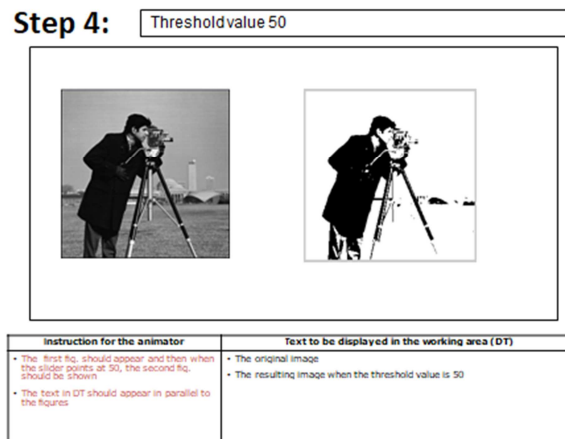 Step 4:
Threshold value 50
Instruction for the animator
Text to be displayed in the working area (DT)
• The first fig. should appear and then when
the slider points at 50, the second fig.
should be shown
• The text in DT should appear in parallel to
the figures
• The original image
• The resulting image when the threshold value is 50